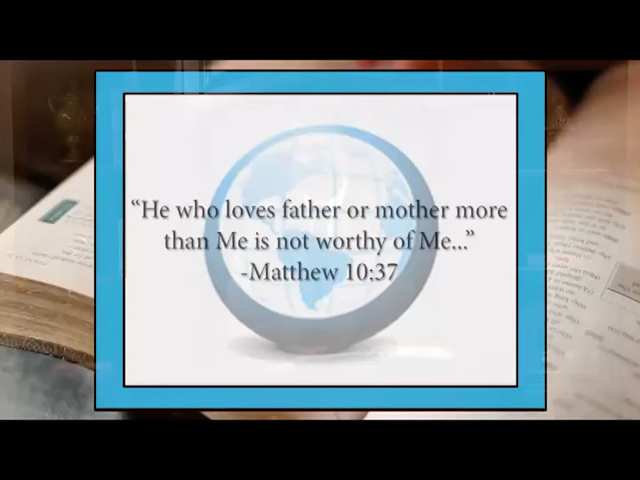 “He who loves father or mother more
than Me is not worthy of Me...”
-Matthew 10:37